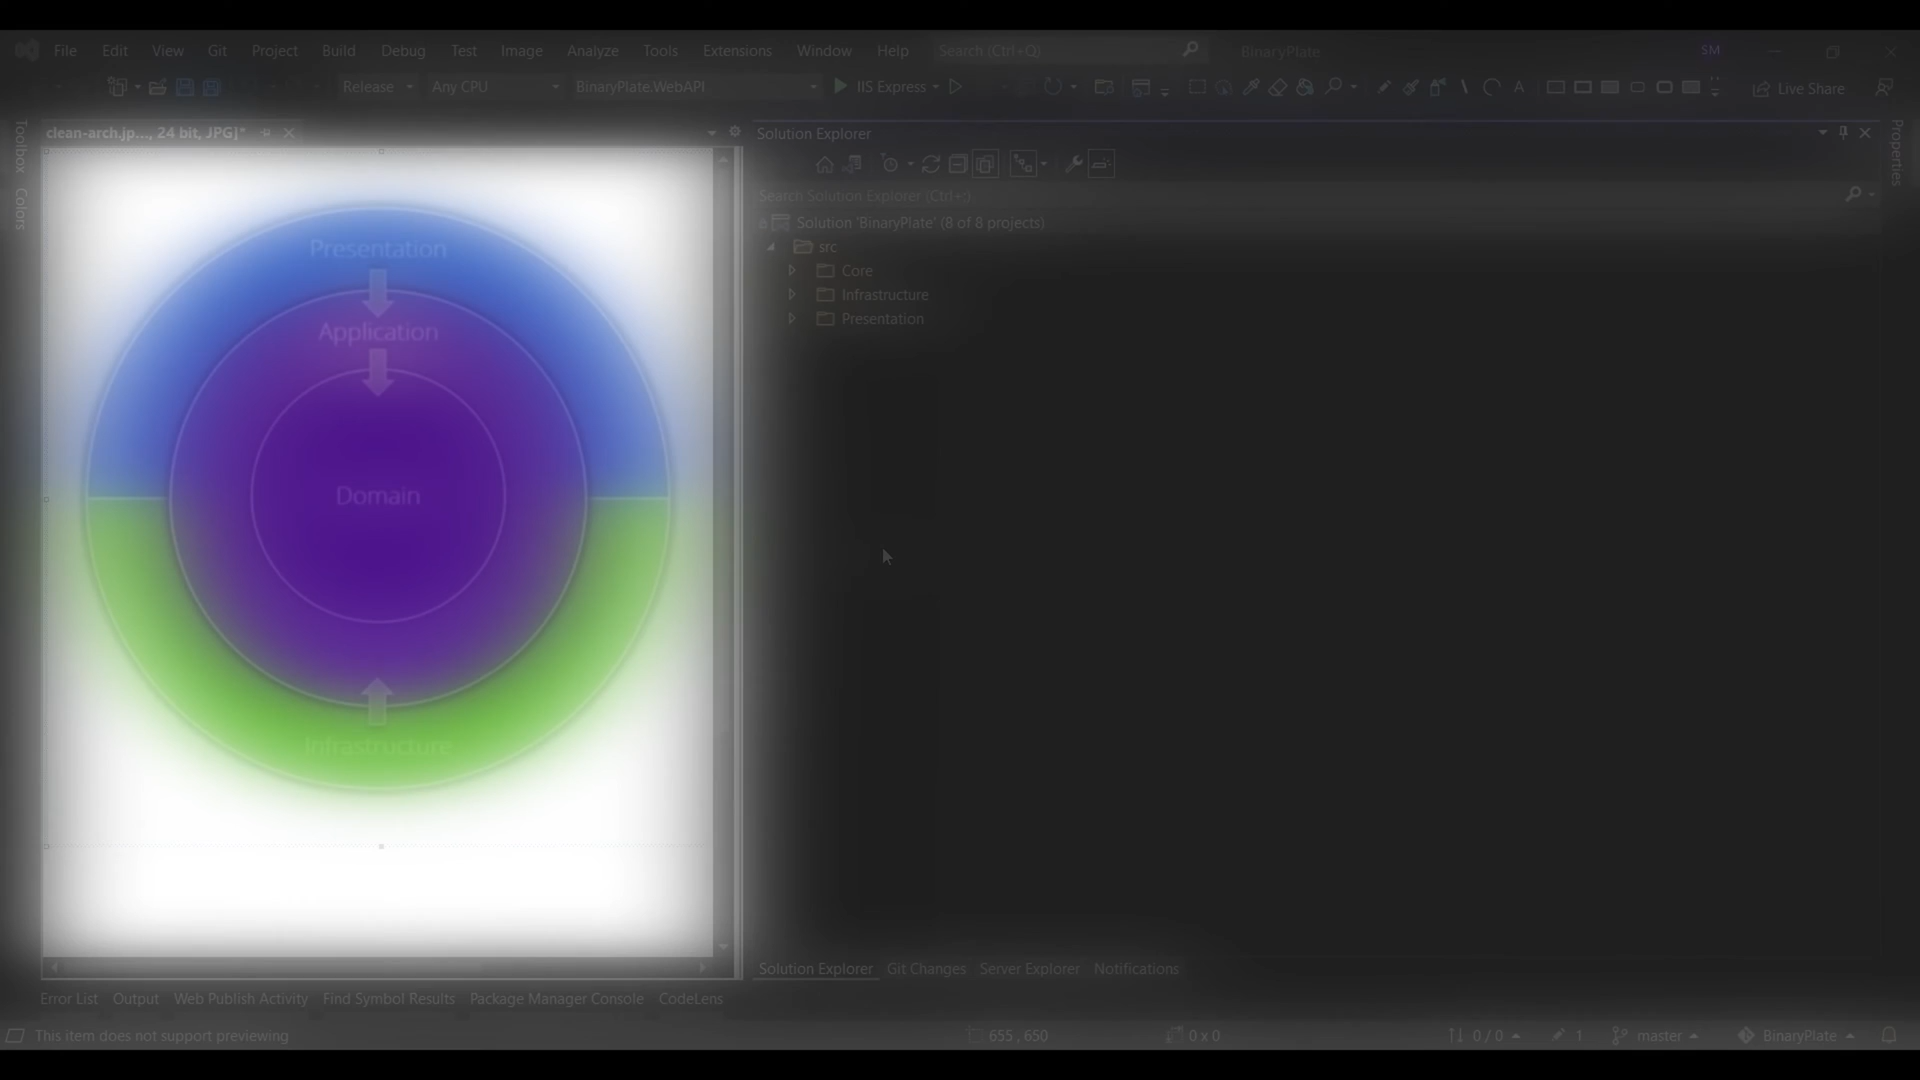 File Edit View Git Project Build Debug Test Image Analyze Tools Extensions Window Help Search (Ctrl+Q) BinaryPlate SM
Release Any CPU BinaryPlate.WebAPI IIS Express Live Share
Toolbox
Colors
clean-arch.jp..., 24 bit, JPG]*
Presentation
Application
Domain
Infrastructure
Solution Explorer
Search Solution Explorer (Ctrl+')
Solution 'BinaryPlate' (8 of 8 projects)
src
Core
Infrastructure
Presentation
Properties
Solution Explorer Git Changes Server Explorer Notifications
Error List Output Web Publish Activity Find Symbol Results Package Manager Console CodeLens
This item does not support previewing 655 , 650 0 x 0 0 / 0 1 master BinaryPlate